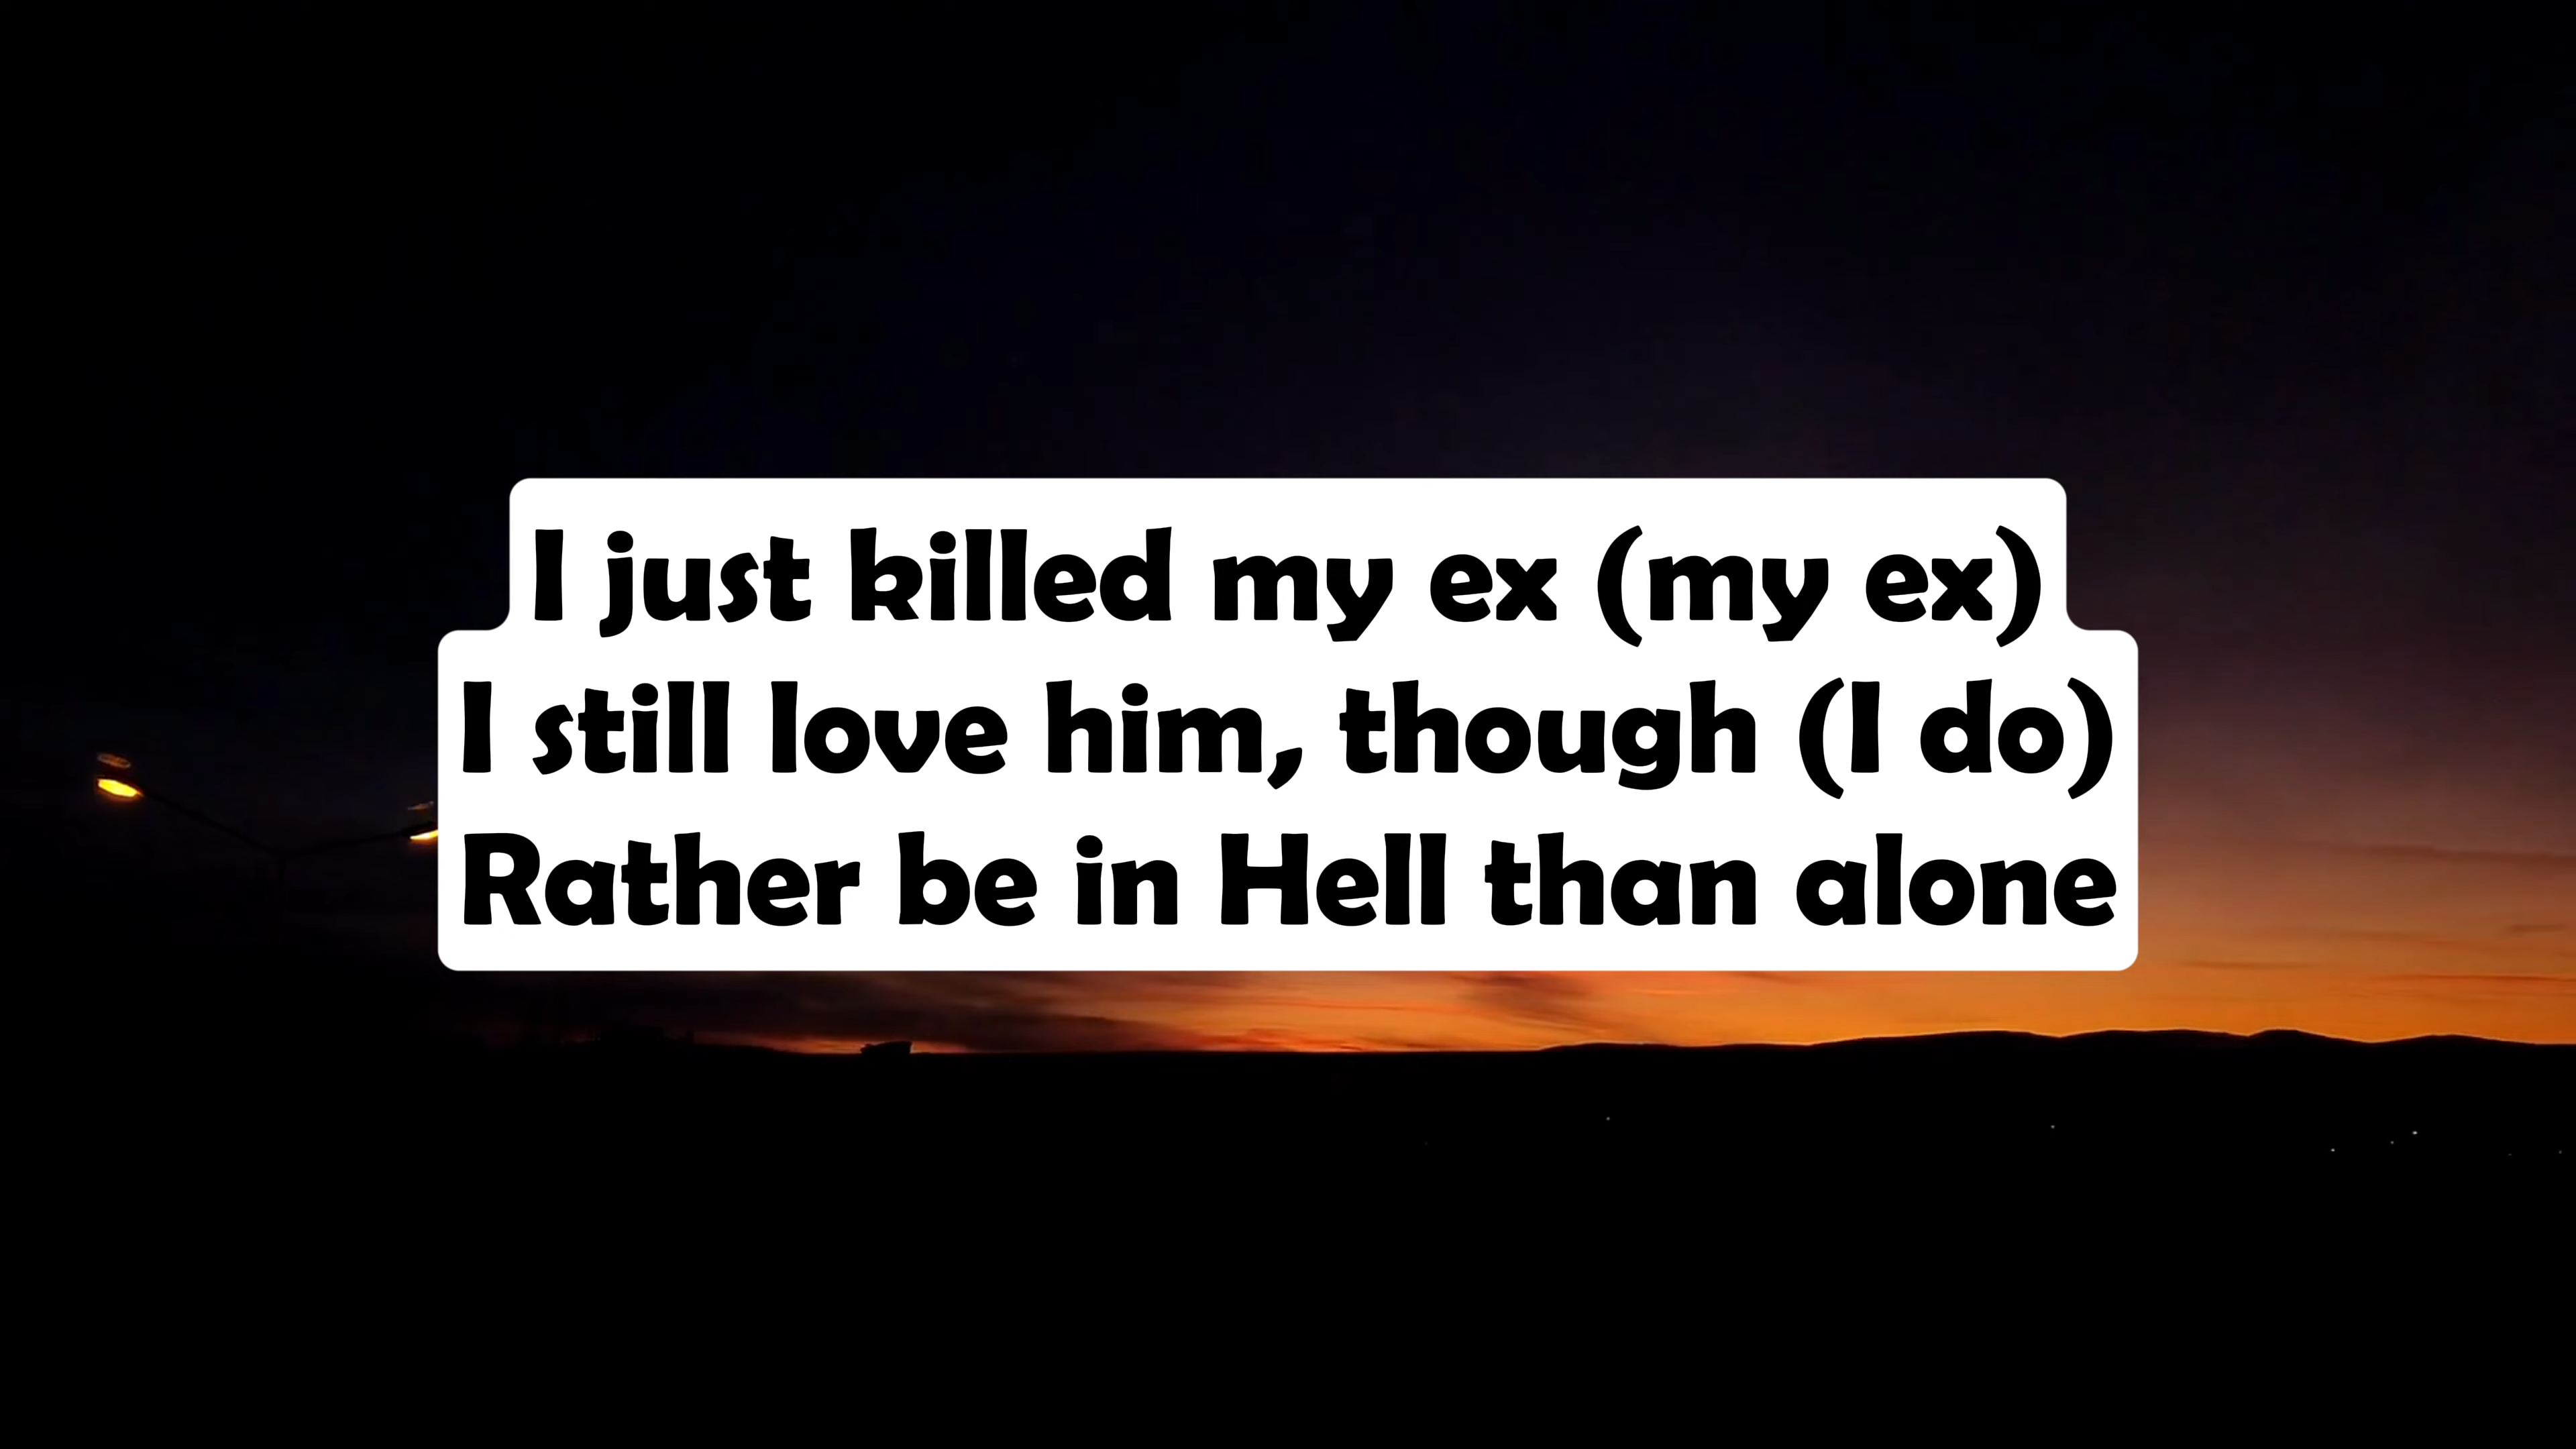 I just killed my ex (my ex)
I still love him, though (I do)
Rather be in Hell than alone